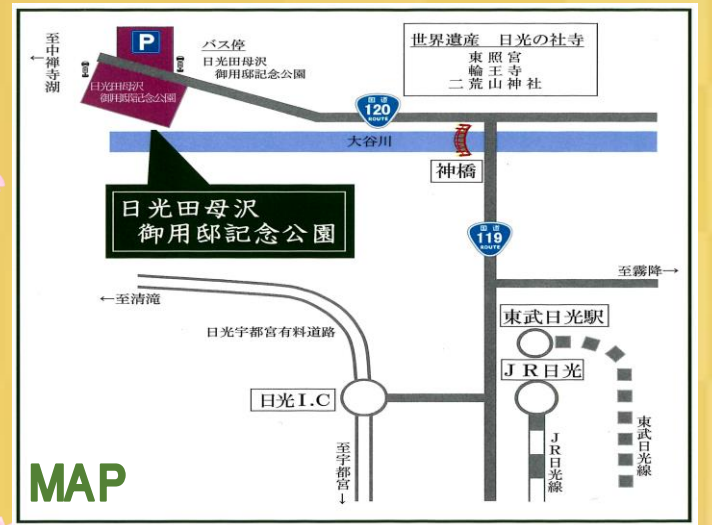 至中禅寺湖
↓
P
バス停
日光田母沢
御用邸記念公園
日光田母沢
御用邸記念公園
世界遺産 日光の社寺
東照宮
輪王寺
二荒山神社
国道
120
ROUTE
大谷川
神橋
日光田母沢
御用邸記念公園
国道
119
ROUTE
至霧降→
←至清滝
日光宇都宮有料道路
東武日光駅
JR日光
日光I.C
至宇都宮
↓
JR日光線
東武日光線
MAP